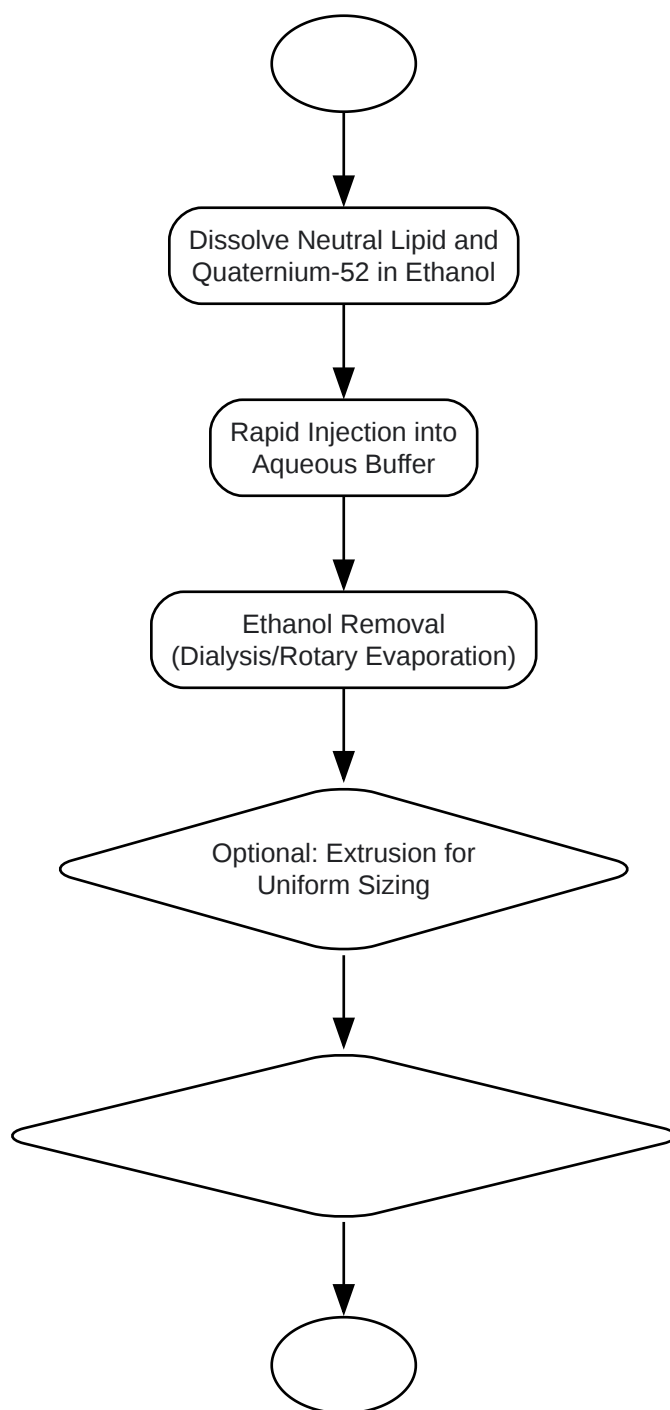 Dissolve Neutral Lipid and
Quaternium-52 in Ethanol
Rapid Injection into
Aqueous Buffer
Ethanol Removal
(Dialysis/Rotary Evaporation)
Optional: Extrusion for
Uniform Sizing